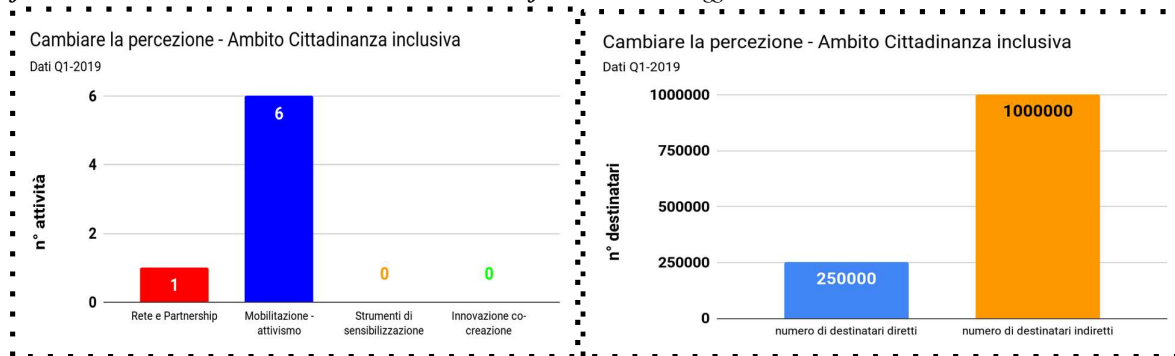 Cambiare la percezione - Ambito Cittadinanza inclusiva
Dati Q1-2019
n° attività
6
4
2
0
1
6
0
0
Rete e Partnership
Mobilitazione -
attivismo
Strumenti di
sensibilizzazione
Innovazione co-
creazione
Cambiare la percezione - Ambito Cittadinanza inclusiva
Dati Q1-2019
n° destinatari
1000000
750000
500000
250000
0
250000
1000000
numero di destinatari diretti
numero di destinatari indiretti